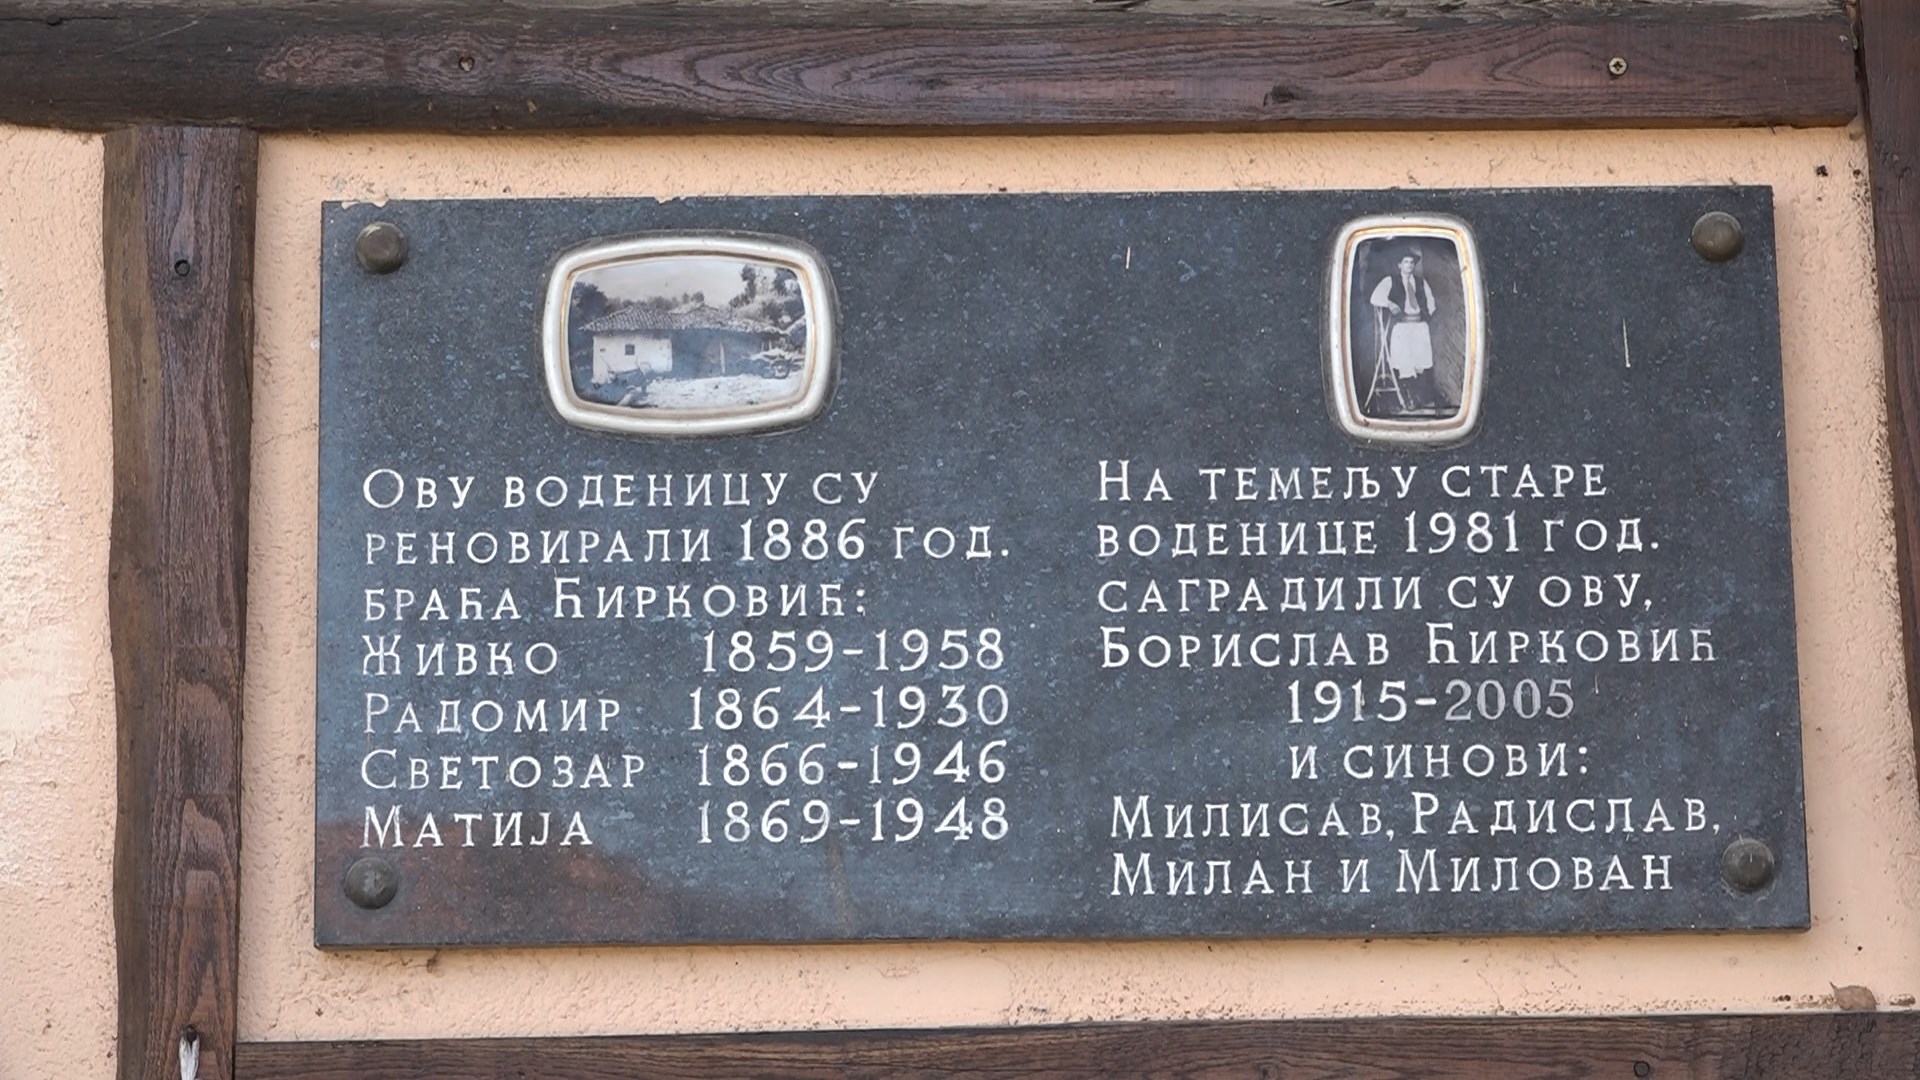 Ову воденицу су
реновирали 1886 год.
браћа Ћирковић:
Живко 1859-1958
Радомир 1864-1930
Светозар 1866-1946
Матија 1869-1948
На темељу старе
воденице 1981 год.
саградили су ову,
Борислав Ћирковић
1915-2005
и синови:
Милисав, Радислав,
Милан и Милован